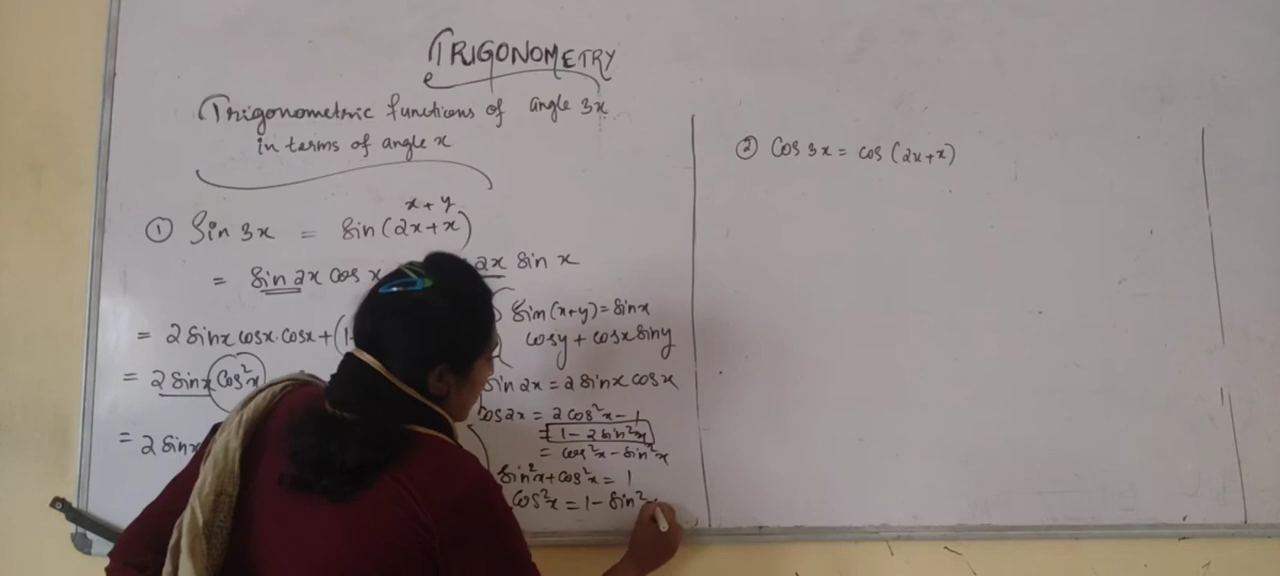 TRIGONOMETRY
Trigonometric functions of angle 3x
in terms of angle x
x + y
① Sin 3x = Sin(2x+x)
= Sin 2x cos x 2x Sin x
= 2 Sinx cosx·cosx + (1-
= 2 Sinx cos²x
= 2 Sinx
Sin(x+y) = Sinx
cosy + cosx siny
Sin 2x = 2 Sinx cosx
cos2x = 2cos²x - 1
= 1 - 2 Sin²x
= cos²x - Sin²x
Sin²x + cos²x = 1
cos²x = 1 - Sin²
② Cos 3x = cos (2x+x)